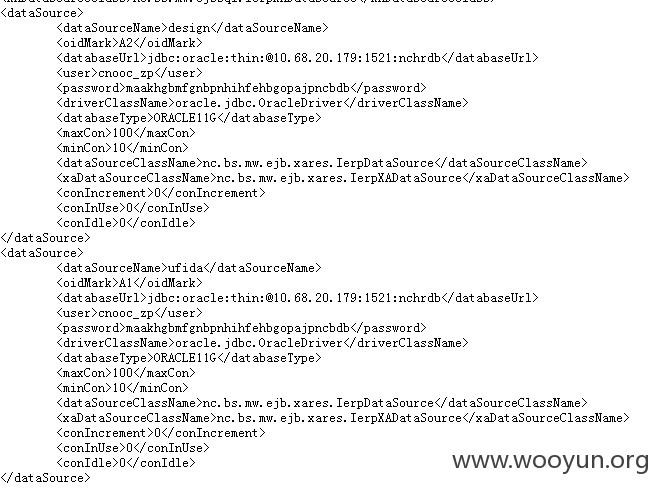 <dataSource>
<dataSourceName>design</dataSourceName>
<oidMark>A2</oidMark>
<databaseUrl>jdbc:oracle:thin:@10.68.20.179:1521:nchrdb</databaseUrl>
<user>cnooc_zp</user>
<password>maakhgbmfgnbpnhihfehbgopajpncbdb</password>
<driverClassName>oracle.jdbc.OracleDriver</driverClassName>
<databaseType>ORACLE11G</databaseType>
<maxCon>100</maxCon>
<minCon>10</minCon>
<dataSourceClassName>nc.bs.mw.ejb.xares.IerpDataSource</dataSourceClassName>
<xaDataSourceClassName>nc.bs.mw.ejb.xares.IerpXADataSource</xaDataSourceClassName>
<conIncrement>0</conIncrement>
<conInUse>0</conInUse>
<conIdle>0</conIdle>
</dataSource>
<dataSource>
<dataSourceName>ufida</dataSourceName>
<oidMark>A1</oidMark>
<databaseUrl>jdbc:oracle:thin:@10.68.20.179:1521:nchrdb</databaseUrl>
<user>cnooc_zp</user>
<password>maakhgbmfgnbpnhihfehbgopajpncbdb</password>
<driverClassName>oracle.jdbc.OracleDriver</driverClassName>
<databaseType>ORACLE11G</databaseType>
<maxCon>100</maxCon>
<minCon>10</minCon>
<dataSourceClassName>nc.bs.mw.ejb.xares.IerpDataSource</dataSourceClassName>
<xaDataSourceClassName>nc.bs.mw.ejb.xares.IerpXADataSource</xaDataSourceClassName>
<conIncrement>0</conIncrement>
<conInUse>0</conInUse>
<conIdle>0</conIdle>
</dataSource>
www.wooyun.org